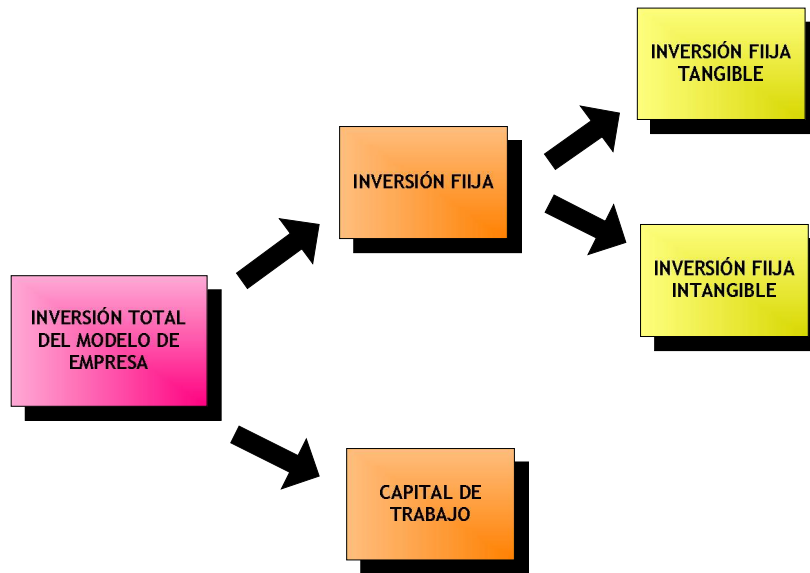 INVERSIÓN TOTAL
DEL MODELO DE
EMPRESA
INVERSIÓN FIIJA
CAPITAL DE
TRABAJO
INVERSIÓN FIIJA
TANGIBLE
INVERSIÓN FIIJA
INTANGIBLE